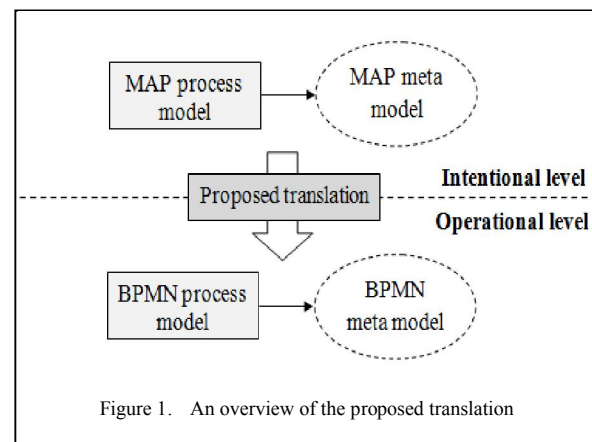 MAP process
model
MAP meta
model
Intentional level
Proposed translation
Operational level
BPMN process
model
BPMN
meta model
Figure 1. An overview of the proposed translation